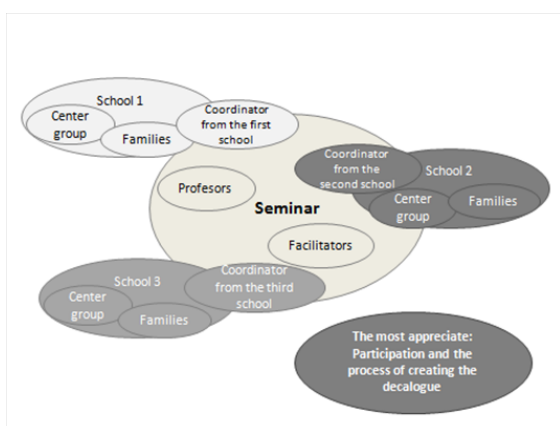 School 1
Center
group
Families
Coordinator
from the first
school
Coordinator
from the
second school
School 2
Center
group
Families
Profesors
Seminar
Facilitators
School 3
Center
group
Families
Coordinator
from the third
school
The most appreciate:
Participation and the
process of creating the
decalogue